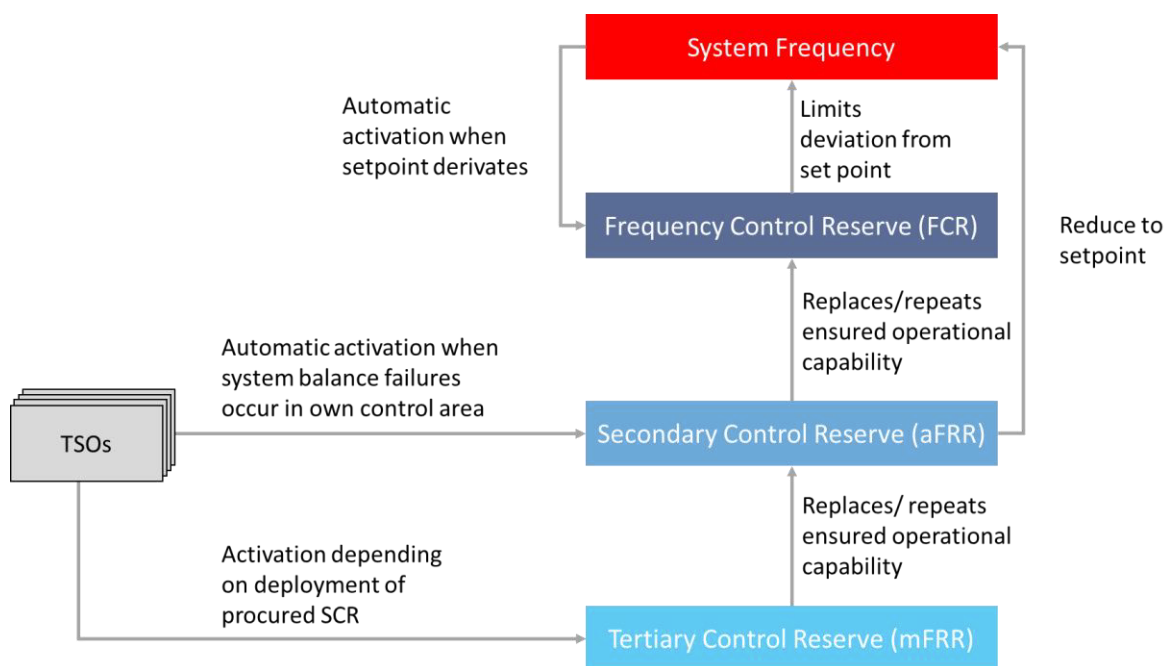 System Frequency
Automatic
activation when
setpoint derivates
Limits
deviation from
set point
Frequency Control Reserve (FCR)
Reduce to
setpoint
Replaces/repeats
ensured operational
capability
Automatic activation when
system balance failures
occur in own control area
TSOs
Secondary Control Reserve (aFRR)
Replaces/ repeats
ensured operational
capability
Activation depending
on deployment of
procured SCR
Tertiary Control Reserve (mFRR)